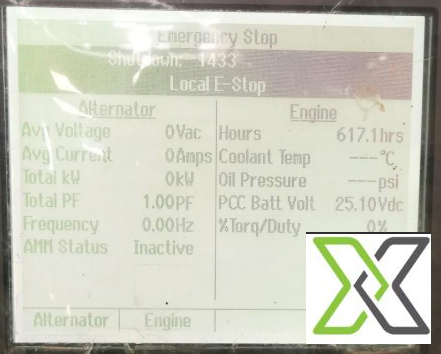 Emergency Stop
Shutdown: 1433
Local E-Stop
Alternator Engine
Avg Voltage 0Vac Hours 617.1hrs
Avg Current 0Amps Coolant Temp ---°C
Total kW 0kW Oil Pressure ---psi
Total PF 1.00PF PCC Batt Volt 25.10Vdc
Frequency 0.00Hz %Torq/Duty 0%
AMM Status Inactive
Alternator Engine